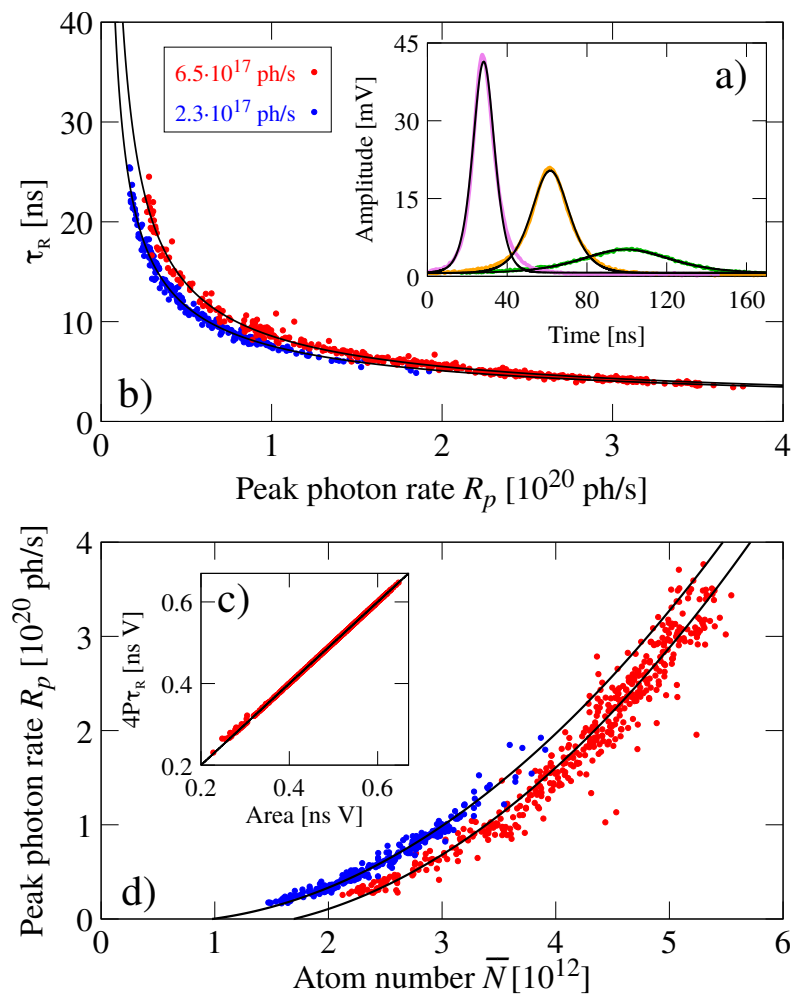 40
30
20
10
0
τR [ns]
6.5·10^17 ph/s
2.3·10^17 ph/s
a)
45
30
15
0
Amplitude [mV]
0 40 80 120 160
Time [ns]
b)
0 1 2 3 4
Peak photon rate Rp [10^20 ph/s]
4
3
2
1
0
Peak photon rate Rp [10^20 ph/s]
c)
0.6
0.4
0.2
4PτR [ns V]
0.2 0.4 0.6
Area [ns V]
d)
0 1 2 3 4 5 6
Atom number N̅ [10^12]